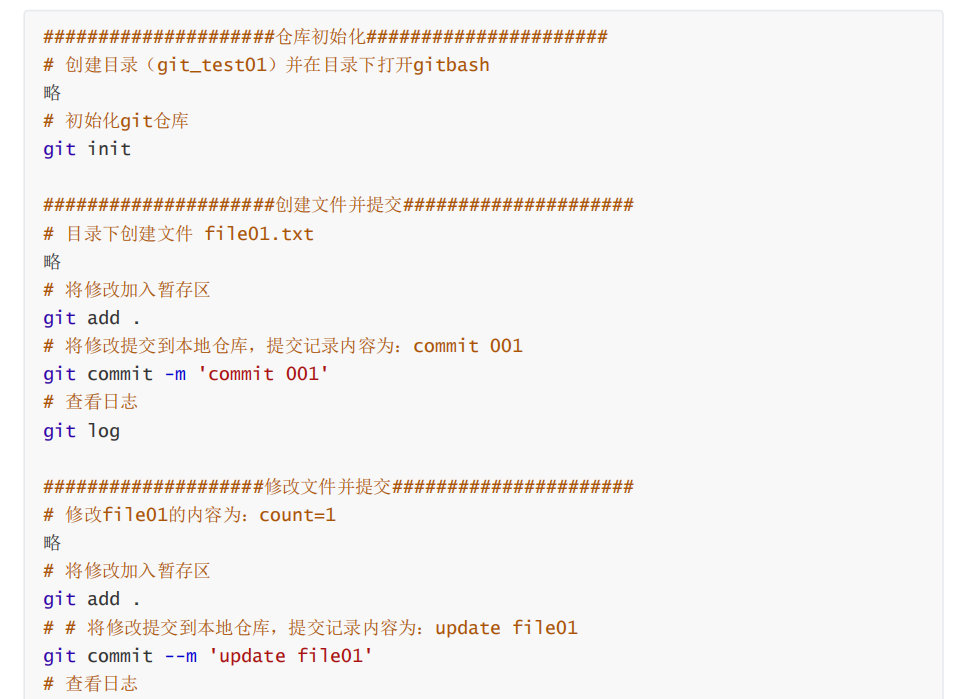 #####################仓库初始化######################
# 创建目录（git_test01）并在目录下打开gitbash
略
# 初始化git仓库
git init
#####################创建文件并提交#####################
# 目录下创建文件 file01.txt
略
# 将修改加入暂存区
git add .
# 将修改提交到本地仓库，提交记录内容为：commit 001
git commit -m 'commit 001'
# 查看日志
git log
####################修改文件并提交######################
# 修改file01的内容为：count=1
略
# 将修改加入暂存区
git add .
# # 将修改提交到本地仓库，提交记录内容为：update file01
git commit --m 'update file01'
# 查看日志